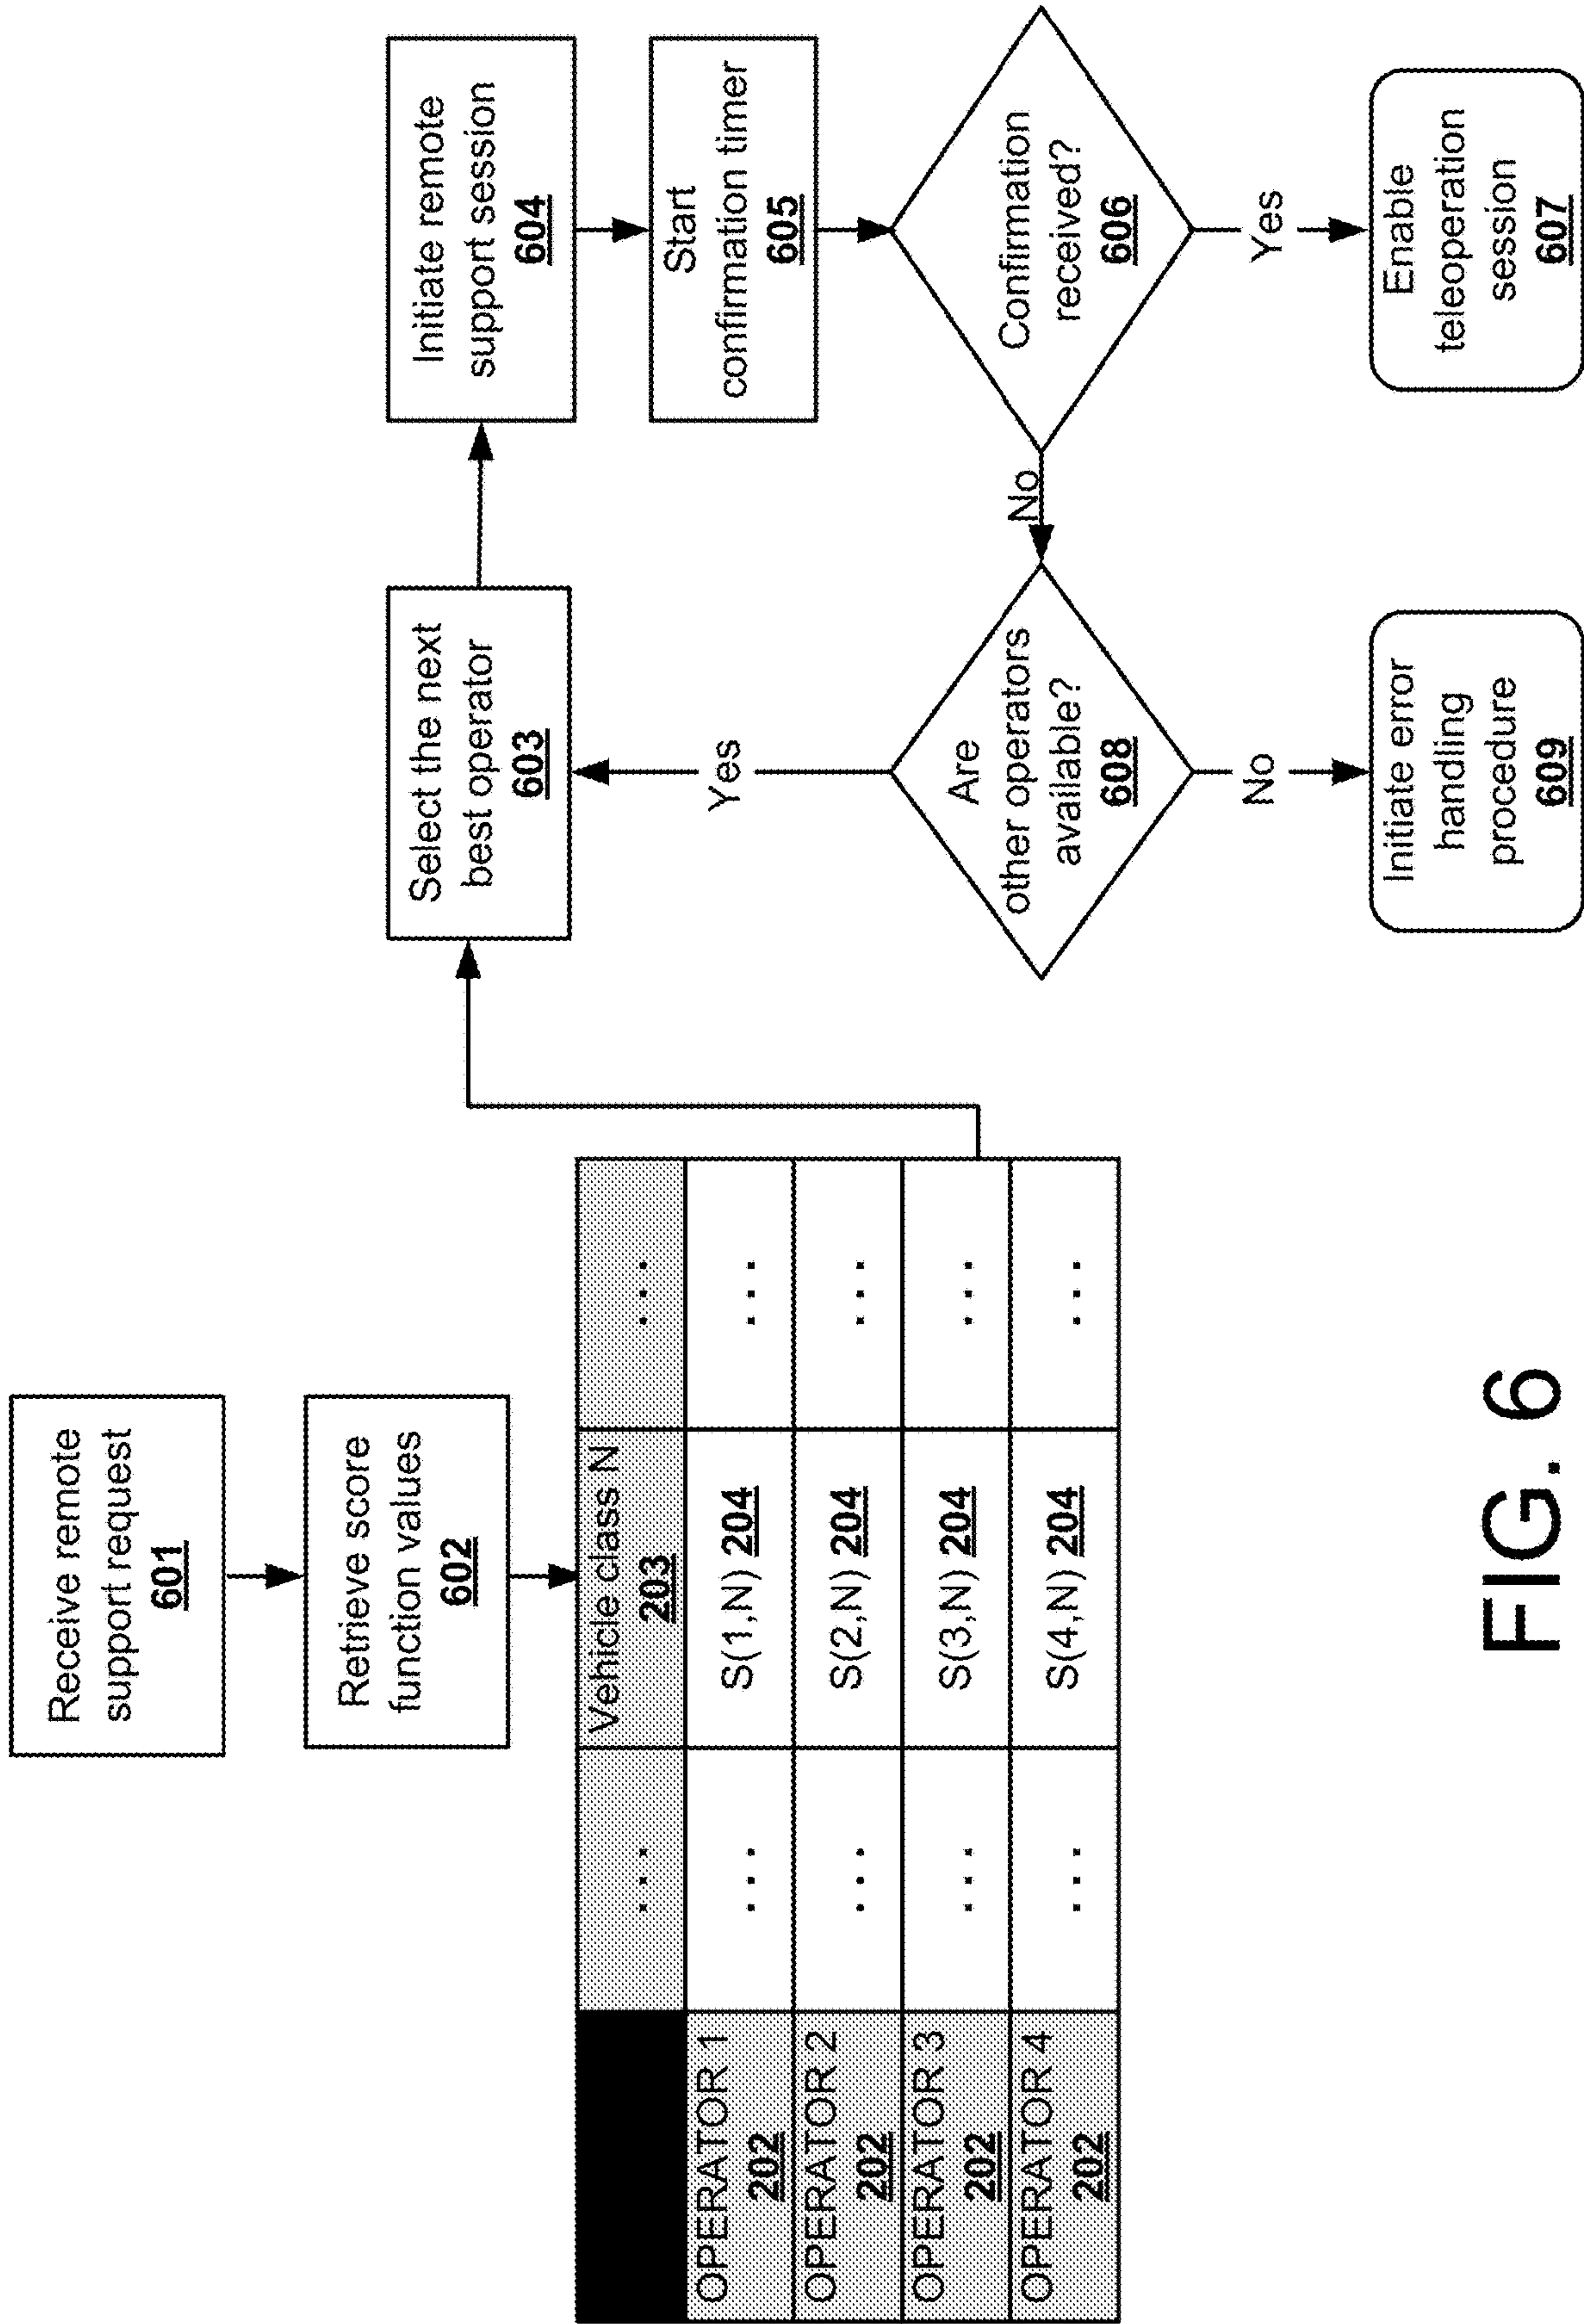 Receive remote
support request
601
Retrieve score
function values
602
... Vehicle class N ...
203
OPERATOR 1
202
... S(1,N) 204 ...
OPERATOR 2
202
... S(2,N) 204 ...
OPERATOR 3
202
... S(3,N) 204 ...
OPERATOR 4
202
... S(4,N) 204 ...
Select the next
best operator
603
Initiate remote
support session
604
Start
confirmation timer
605
Confirmation
received?
606
Yes
Enable
teleoperation
session
607
No
Are
other operators
available?
608
Yes
No
Initiate error
handling
procedure
609
FIG. 6